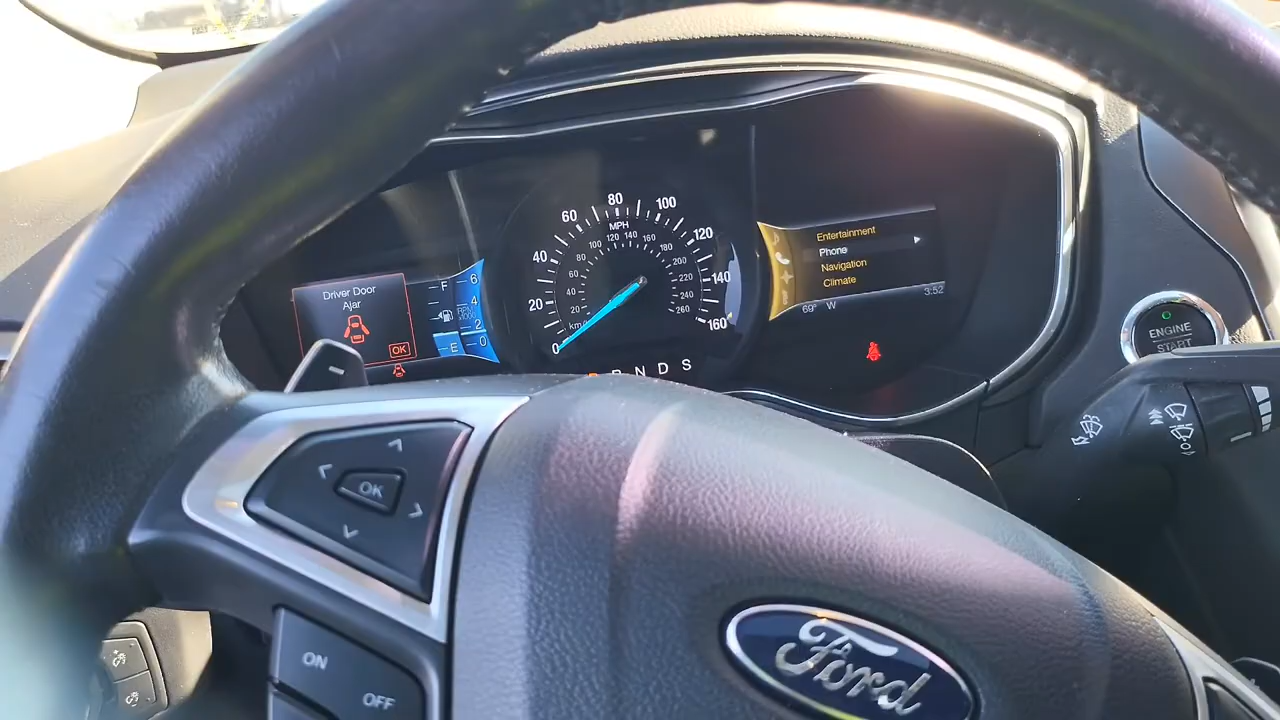 Driver Door
Ajar
OK
F
E
6
4
2
0
80
60
100
MPH
40
120
20
140
0
160
100 120 140 160
80
180
60
200
40
220
20
240
260
km/h
R N D S
Entertainment
Phone
Navigation
Climate
69° W
3:52
ENGINE
START
OK
ON
OFF
Ford